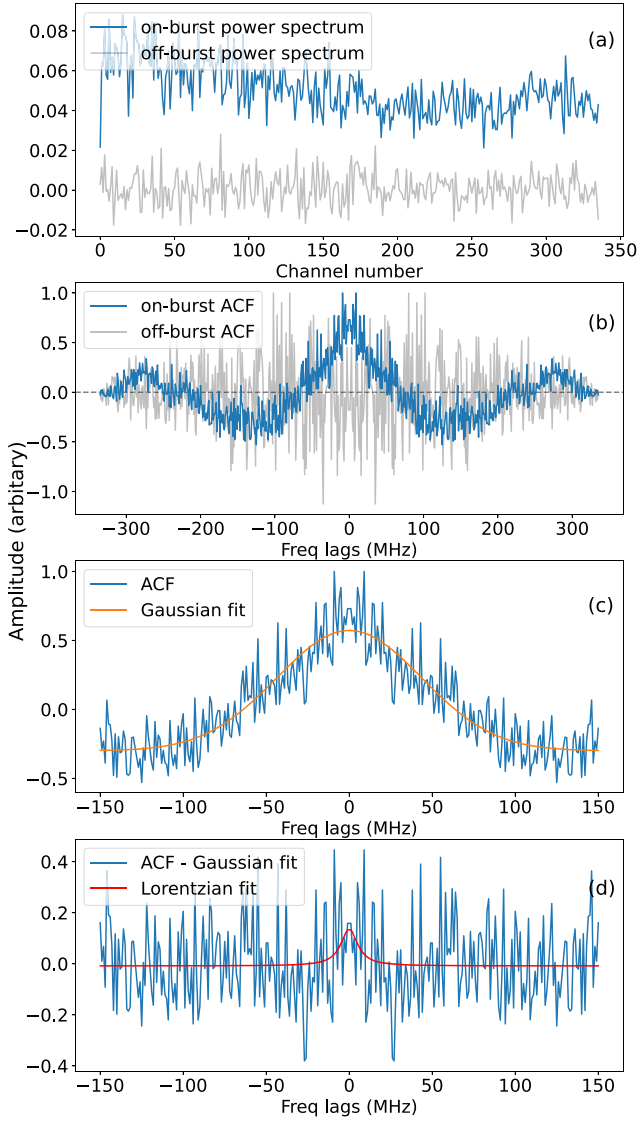 on-burst power spectrum
off-burst power spectrum
(a)
0.08
0.06
0.04
0.02
0.00
−0.02
0 50 100 150 200 250 300 350
Channel number
on-burst ACF
off-burst ACF
(b)
1.0
0.5
0.0
−0.5
−1.0
−300 −200 −100 0 100 200 300
Freq lags (MHz)
Amplitude (arbitary)
ACF
Gaussian fit
(c)
1.0
0.5
0.0
−0.5
−150 −100 −50 0 50 100 150
Freq lags (MHz)
ACF - Gaussian fit
Lorentzian fit
(d)
0.4
0.2
0.0
−0.2
−0.4
−150 −100 −50 0 50 100 150
Freq lags (MHz)